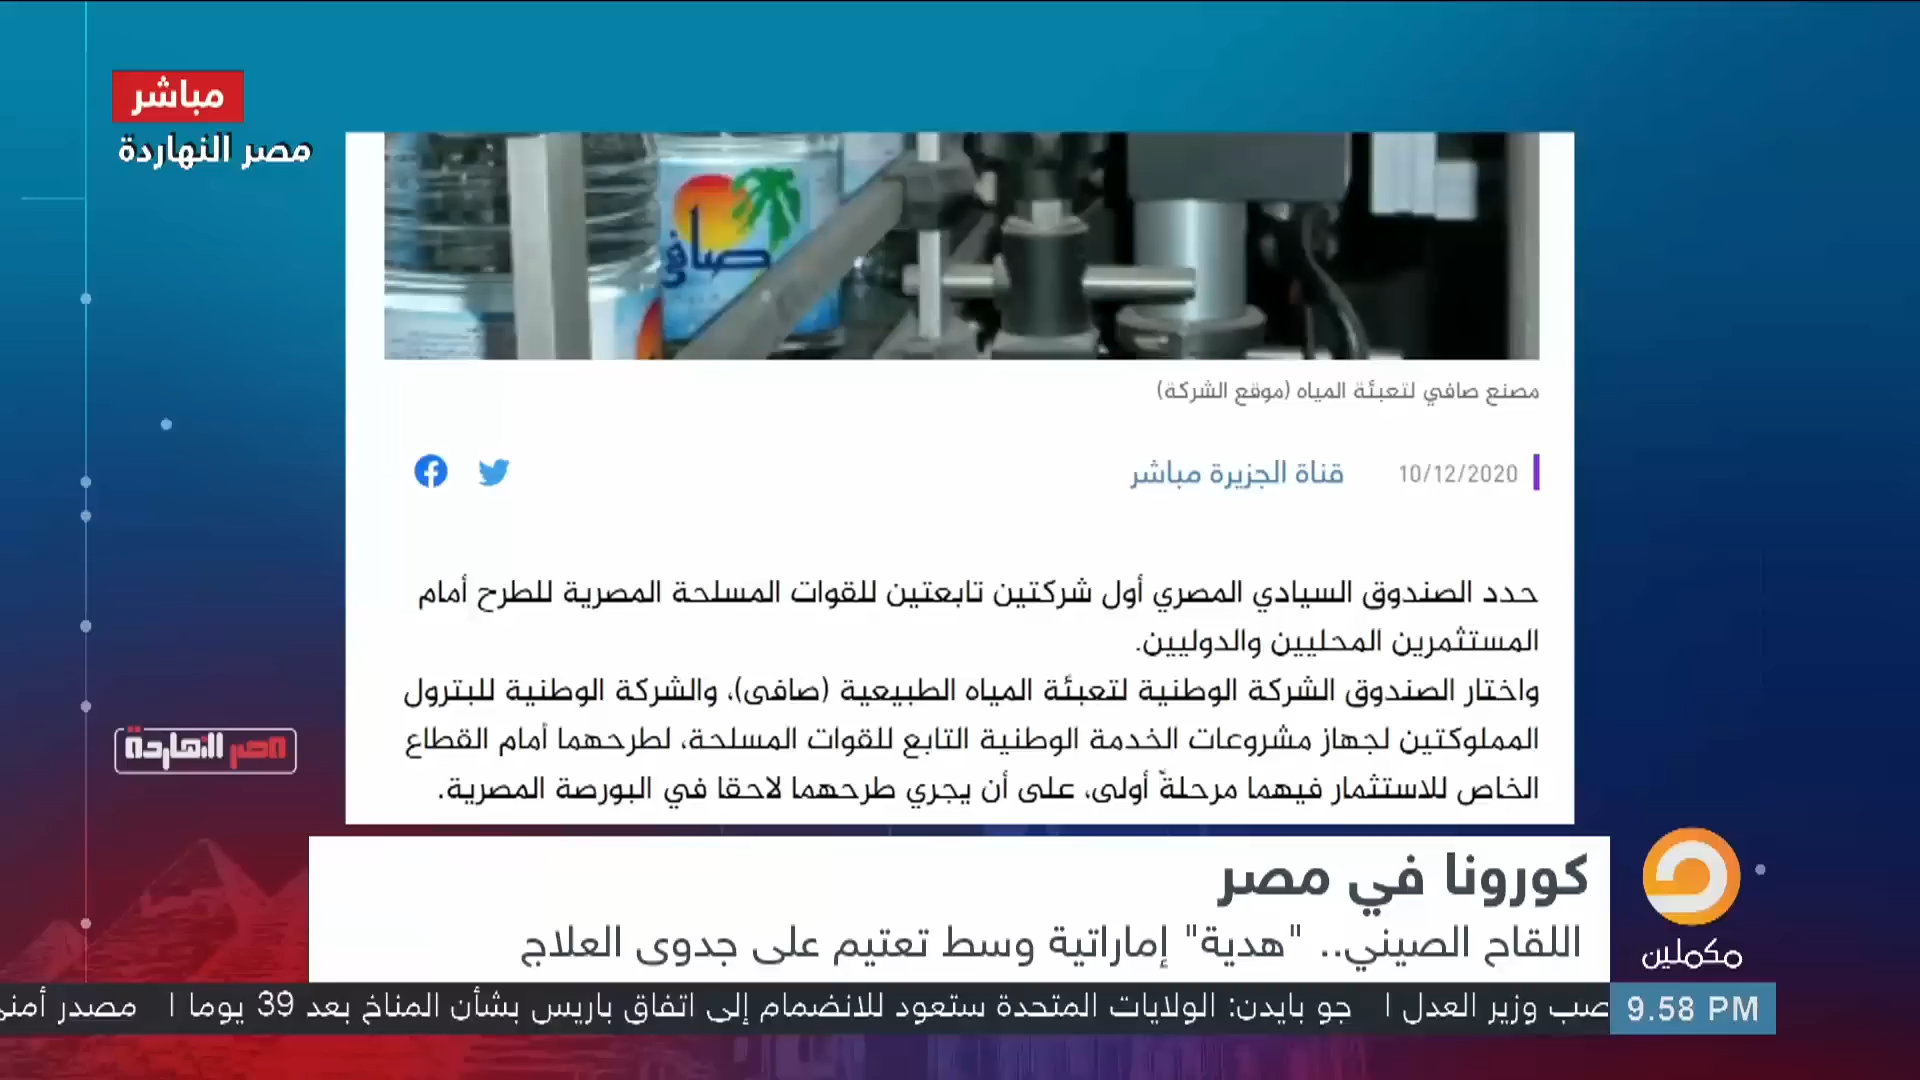 مباشر
مصر النهاردة
صافي
مصنع صافي لتعبئة المياه (موقع الشركة)
10/12/2020 قناة الجزيرة مباشر
حدد الصندوق السيادي المصري أول شركتين تابعتين للقوات المسلحة المصرية للطرح أمام
المستثمرين المحليين والدوليين.
واختار الصندوق الشركة الوطنية لتعبئة المياه الطبيعية (صافى)، والشركة الوطنية للبترول
المملوكتين لجهاز مشروعات الخدمة الوطنية التابع للقوات المسلحة، لطرحهما أمام القطاع
الخاص للاستثمار فيهما مرحلةً أولى، على أن يجري طرحهما لاحقا في البورصة المصرية.
مصر النهاردة
كورونا في مصر
اللقاح الصيني.. "هدية" إماراتية وسط تعتيم على جدوى العلاج
مكملين
صب وزير العدل ا جو بايدن: الولايات المتحدة ستعود للانضمام إلى اتفاق باريس بشأن المناخ بعد 39 يوما ا مصدر أمني
9.58 PM